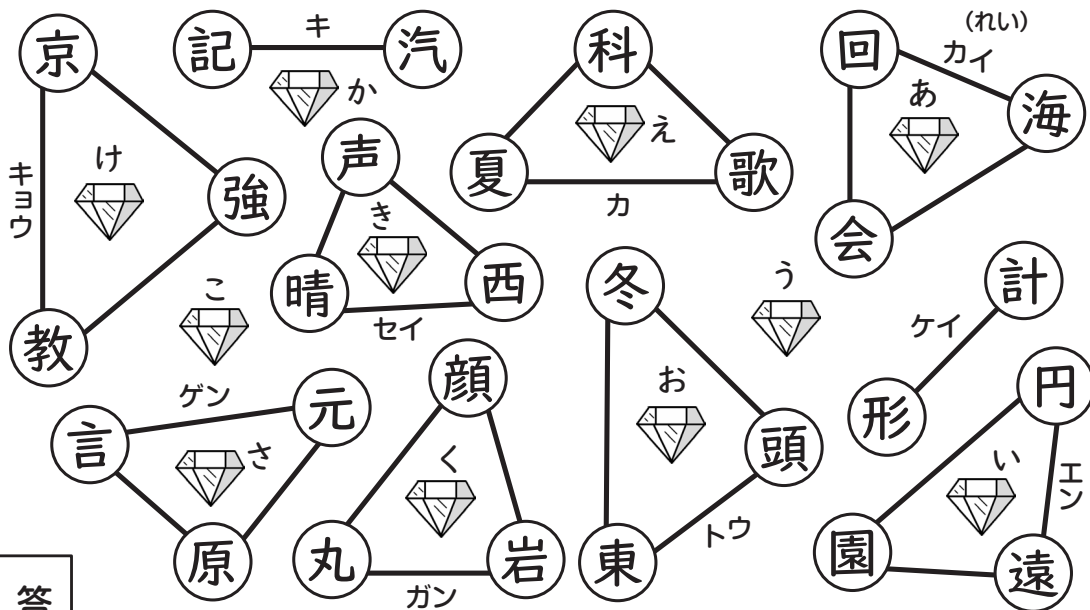 (れい)
京
記
キ
汽
科
回
カイ
か
あ
海
け
声
え
キョウ
強
き
夏
カ
歌
会
こ
晴
西
セイ
冬
う
計
教
ケイ
ゲン
元
顔
お
形
円
言
さ
く
頭
い
エン
原
丸
岩
ガン
東
トウ
園
遠
答